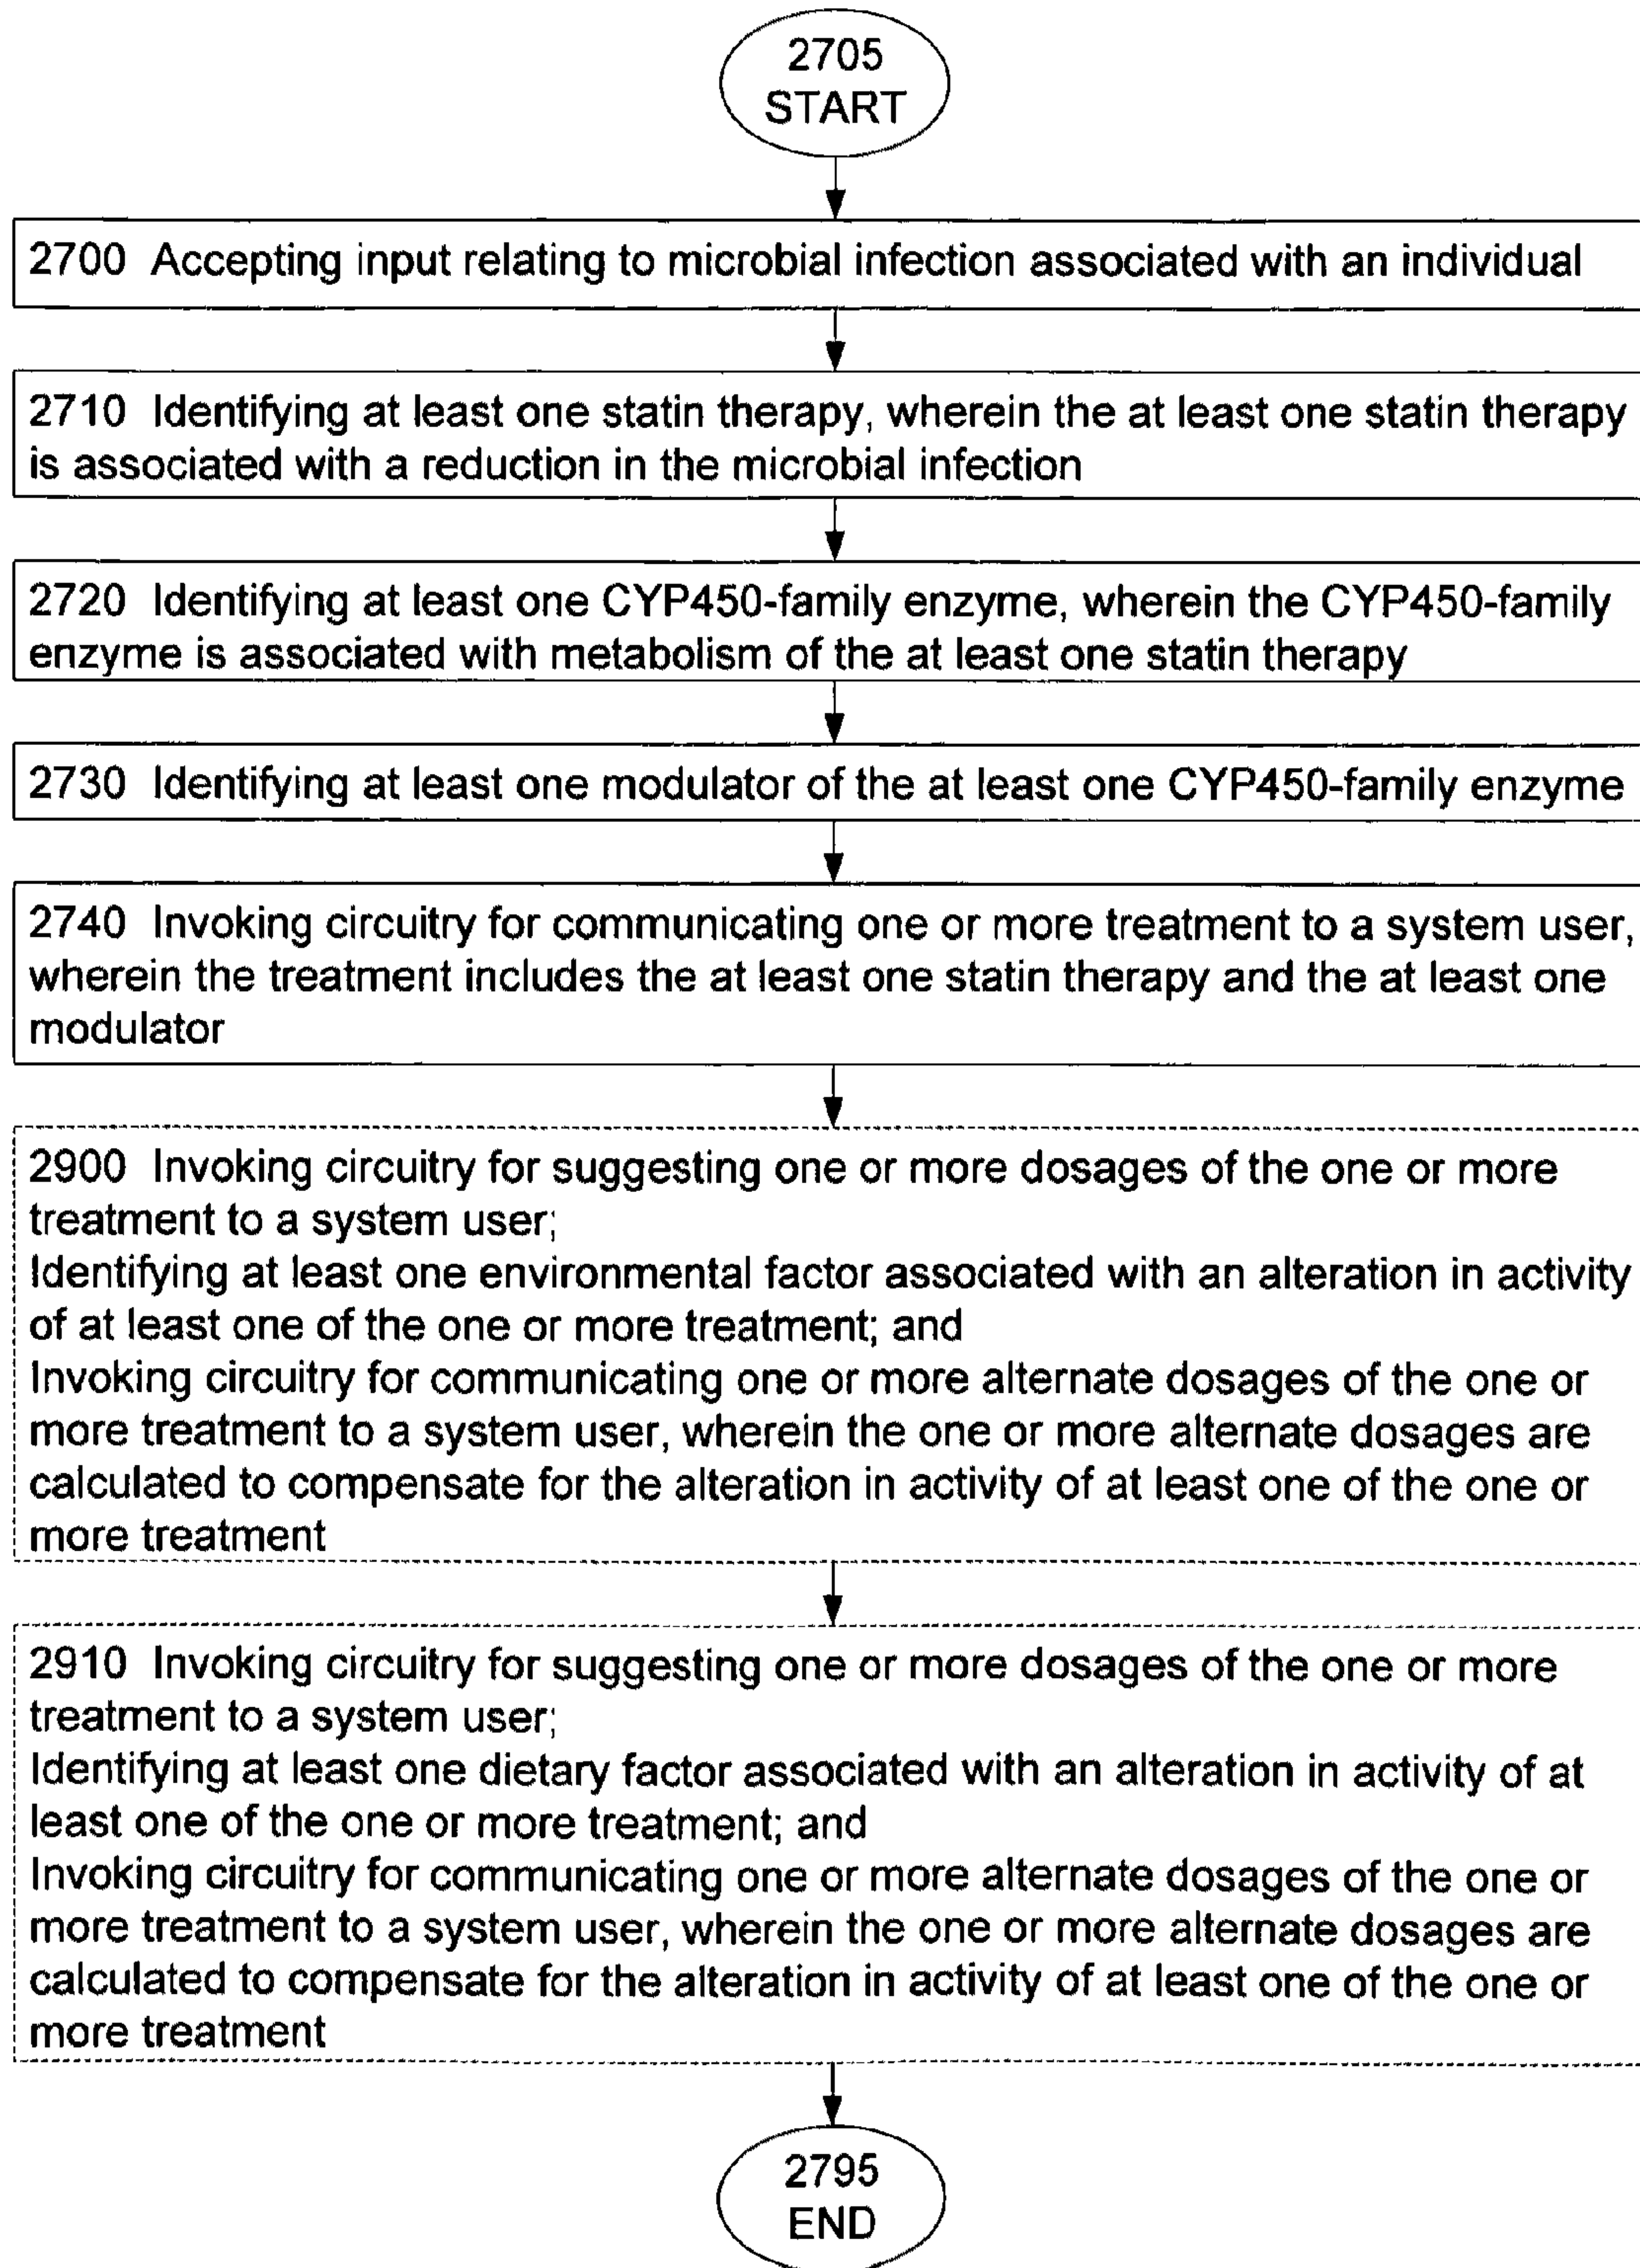 2705
START
2700 Accepting input relating to microbial infection associated with an individual
2710 Identifying at least one statin therapy, wherein the at least one statin therapy
is associated with a reduction in the microbial infection
2720 Identifying at least one CYP450-family enzyme, wherein the CYP450-family
enzyme is associated with metabolism of the at least one statin therapy
2730 Identifying at least one modulator of the at least one CYP450-family enzyme
2740 Invoking circuitry for communicating one or more treatment to a system user,
wherein the treatment includes the at least one statin therapy and the at least one
modulator
2900 Invoking circuitry for suggesting one or more dosages of the one or more
treatment to a system user;
Identifying at least one environmental factor associated with an alteration in activity
of at least one of the one or more treatment; and
Invoking circuitry for communicating one or more alternate dosages of the one or
more treatment to a system user, wherein the one or more alternate dosages are
calculated to compensate for the alteration in activity of at least one of the one or
more treatment
2910 Invoking circuitry for suggesting one or more dosages of the one or more
treatment to a system user;
Identifying at least one dietary factor associated with an alteration in activity of at
least one of the one or more treatment; and
Invoking circuitry for communicating one or more alternate dosages of the one or
more treatment to a system user, wherein the one or more alternate dosages are
calculated to compensate for the alteration in activity of at least one of the one or
more treatment
2795
END